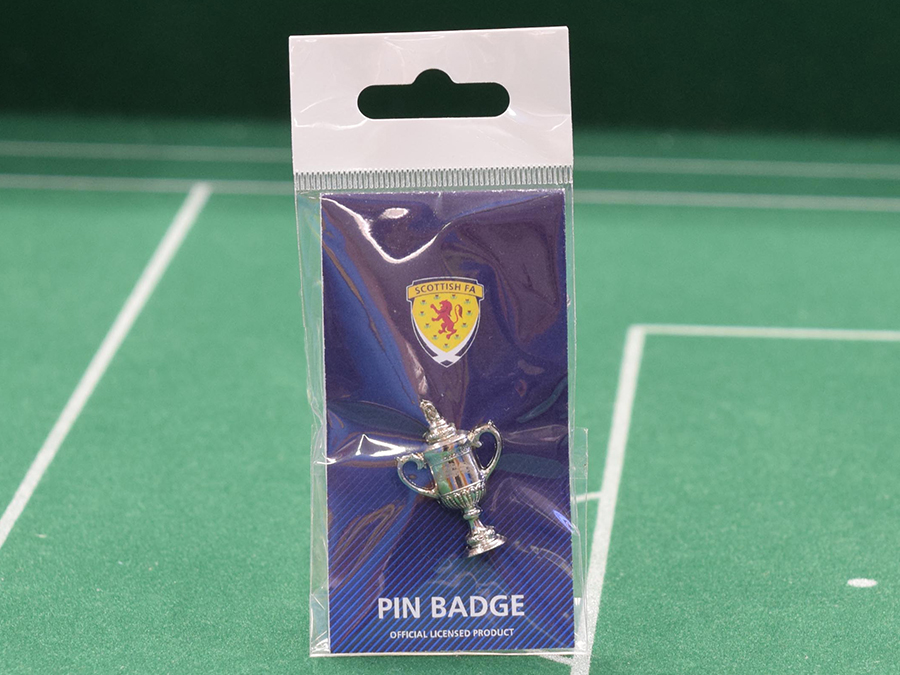 SCOTTISH FA
PIN BADGE
OFFICIAL LICENSED PRODUCT